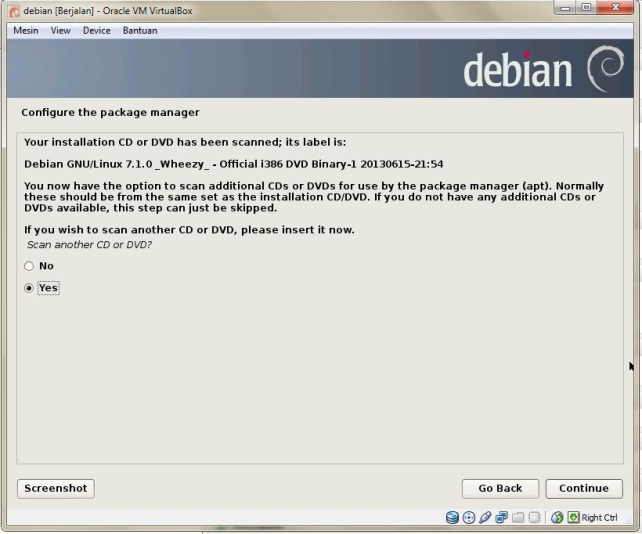 debian [Berjalan] - Oracle VM VirtualBox
Mesin View Device Bantuan
debian
Configure the package manager
Your installation CD or DVD has been scanned; its label is:
Debian GNU/Linux 7.1.0 _Wheezy_ - Official i386 DVD Binary-1 20130615-21:54
You now have the option to scan additional CDs or DVDs for use by the package manager (apt). Normally
these should be from the same set as the installation CD/DVD. If you do not have any additional CDs or
DVDs available, this step can just be skipped.
If you wish to scan another CD or DVD, please insert it now.
Scan another CD or DVD?
No
Yes
Screenshot Go Back Continue
Right Ctrl